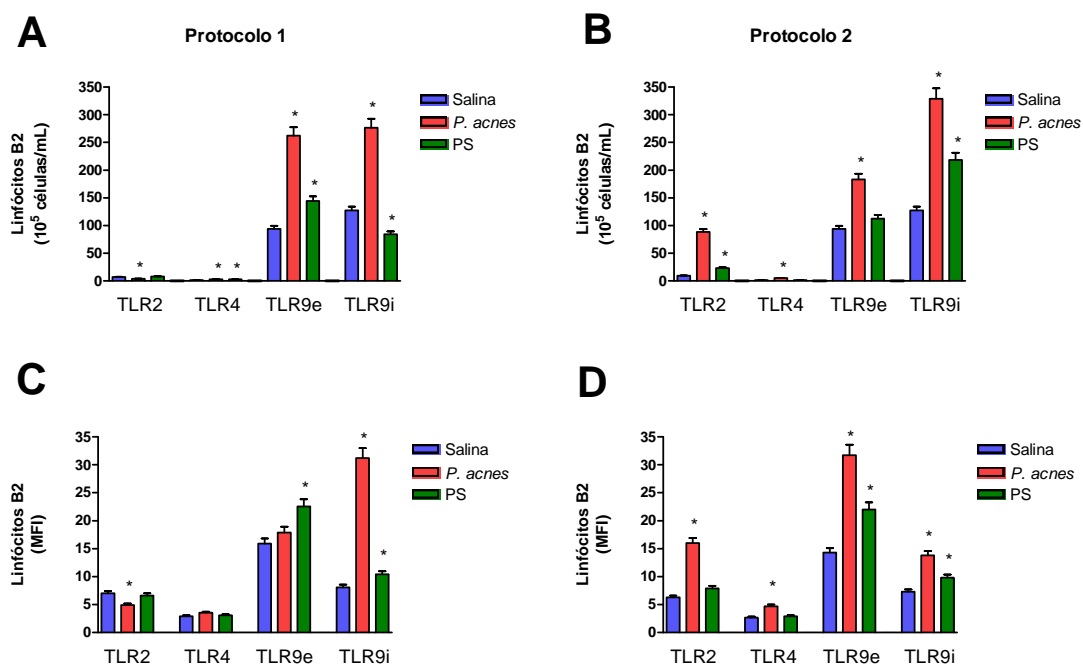 A
Protocolo 1
Linfócitos B2
(10⁵ células/mL)
350
300
250
200
150
100
50
0
* * * * * * *
TLR2 TLR4 TLR9e TLR9i
Salina
P. acnes
PS
B
Protocolo 2
Linfócitos B2
(10⁵ células/mL)
350
300
250
200
150
100
50
0
* * * * * *
TLR2 TLR4 TLR9e TLR9i
Salina
P. acnes
PS
C
Linfócitos B2
(MFI)
35
30
25
20
15
10
5
0
* * * *
TLR2 TLR4 TLR9e TLR9i
Salina
P. acnes
PS
D
Linfócitos B2
(MFI)
35
30
25
20
15
10
5
0
* * * * * *
TLR2 TLR4 TLR9e TLR9i
Salina
P. acnes
PS